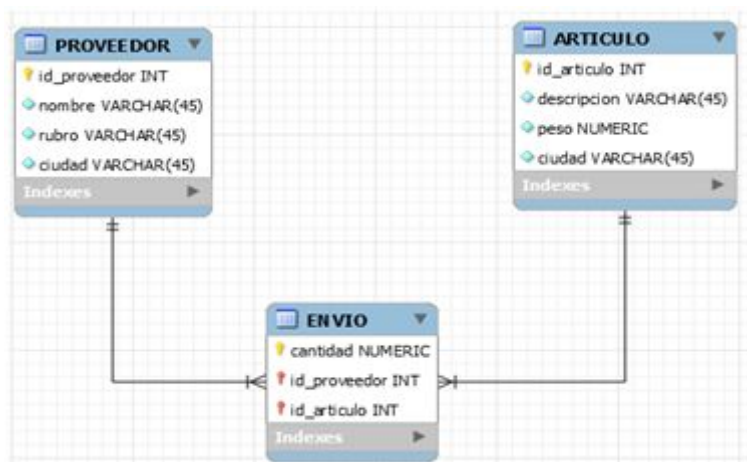 PROVEEDOR
id_proveedor INT
nombre VARCHAR(45)
rubro VARCHAR(45)
ciudad VARCHAR(45)
Indexes
ARTICULO
id_articulo INT
descripcion VARCHAR(45)
peso NUMERIC
ciudad VARCHAR(45)
Indexes
ENVIO
cantidad NUMERIC
id_proveedor INT
id_articulo INT
Indexes